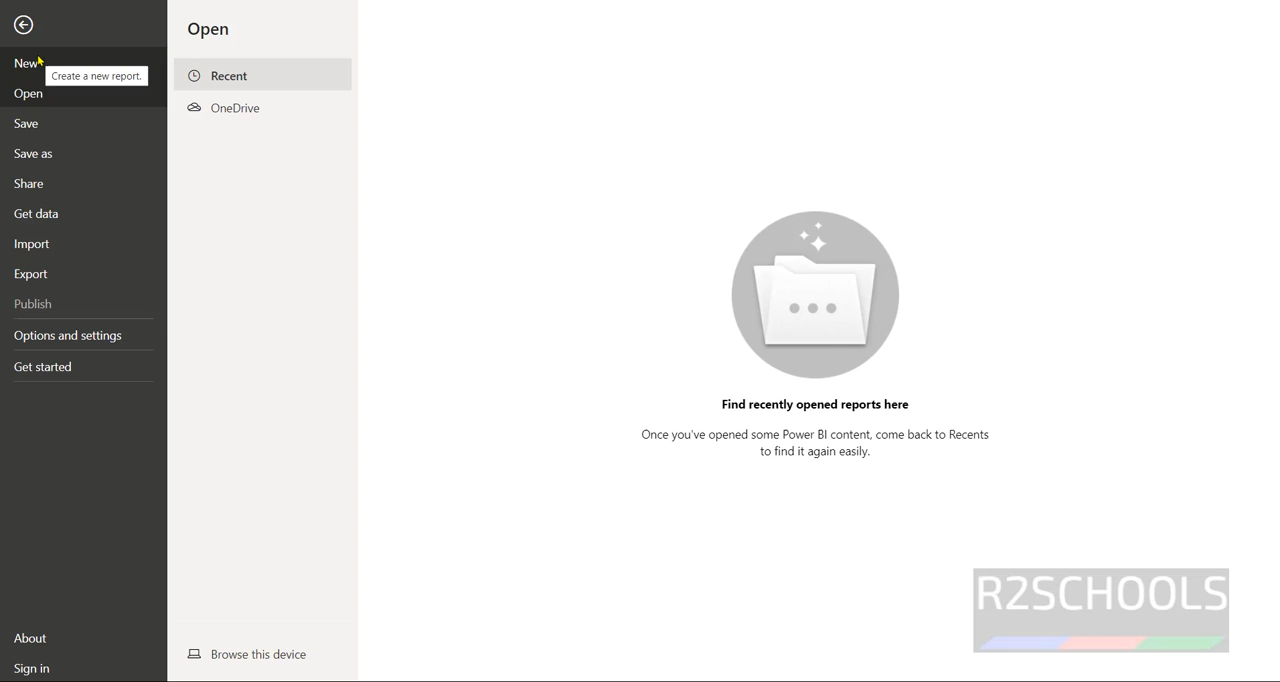 Open
New
Create a new report.
Recent
Open
OneDrive
Save
Save as
Share
Get data
Import
Export
Publish
Options and settings
Get started
Find recently opened reports here
Once you've opened some Power BI content, come back to Recents
to find it again easily.
R2SCHOOLS
About
Browse this device
Sign in